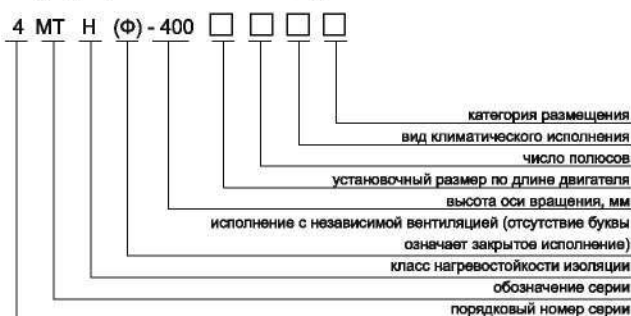 4 МТ Н (Ф) - 400 □ □ □ □
категория размещения
вид климатического исполнения
число полюсов
установочный размер по длине двигателя
высота оси вращения, мм
исполнение с независимой вентиляцией (отсутствие буквы
означает закрытое исполнение)
класс нагревостойкости изоляции
обозначение серии
порядковый номер серии